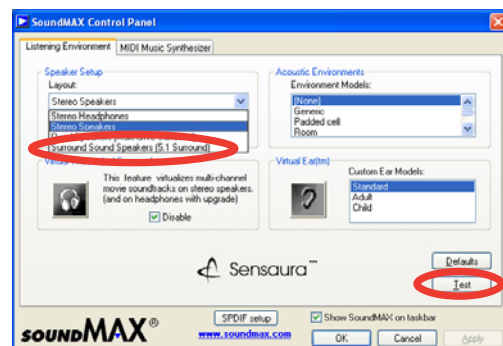 SoundMAX Control Panel
Listening Environment
MIDI Music Synthesizer
Speaker Setup
Layout:
Stereo Speakers
Stereo Headphones
Stereo Speakers
Surround Sound Speakers (5.1 Surround)
Acoustic Environments
Environment Models:
(None)
Generic
Padded cell
Room
This feature virtualizes multi-channel
movie soundtracks on stereo speakers.
(and on headphones with upgrade)
Disable
Virtual Ear(tm)
Custom Ear Models:
Standard
Adult
Child
Sensaura™
Defaults
Test
SOUNDMAX®
SPDIF setup
www.soundmax.com
Show SoundMAX on taskbar
OK
Cancel
Apply